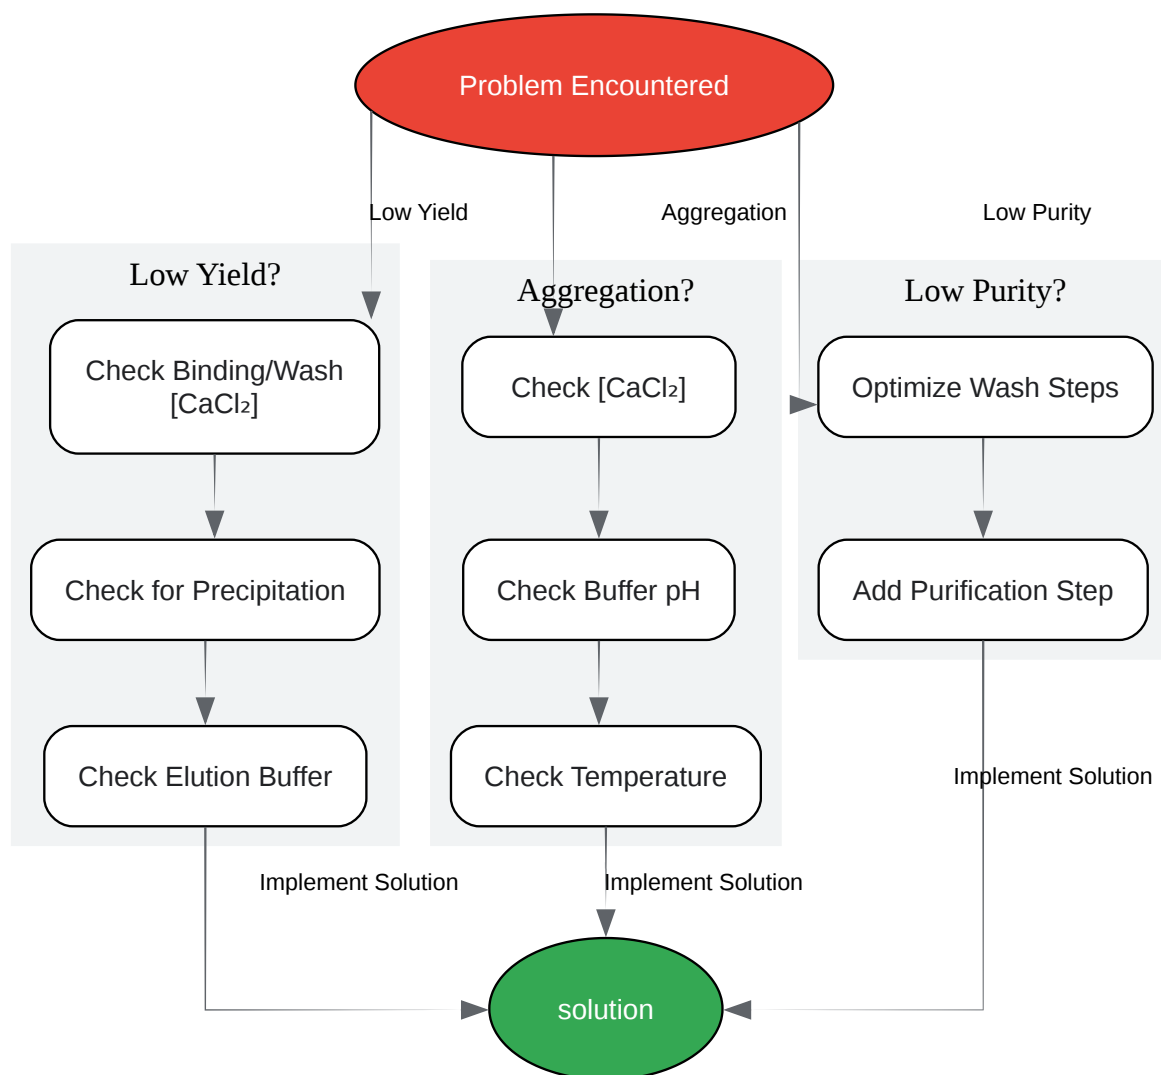 Problem Encountered
Low Yield
Aggregation
Low Purity
Low Yield?
Check Binding/Wash
[CaCl₂]
Check for Precipitation
Check Elution Buffer
Aggregation?
Check [CaCl₂]
Check Buffer pH
Check Temperature
Low Purity?
Optimize Wash Steps
Add Purification Step
Implement Solution
Implement Solution
Implement Solution
solution